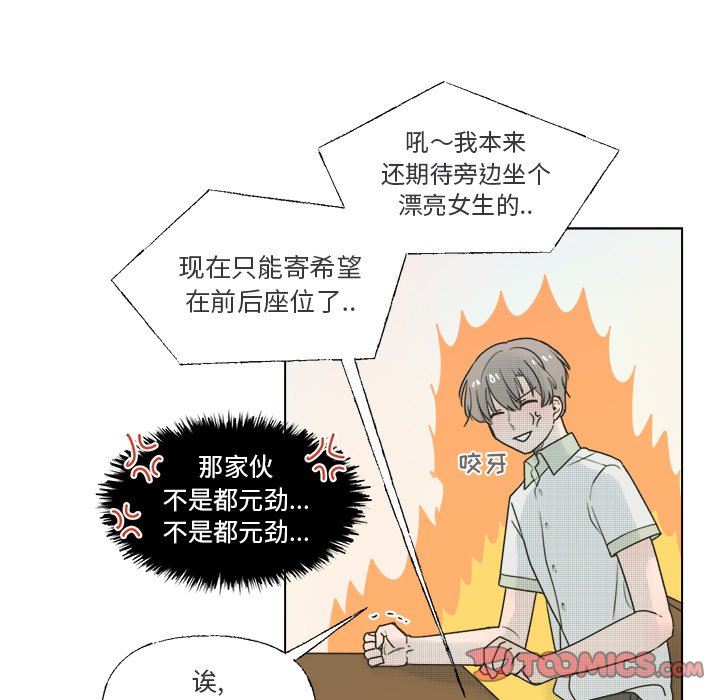 吼～我本来
还期待旁边坐个
漂亮女生的..
现在只能寄希望
在前后座位了..
咬牙
那家伙
不是都元劲...
不是都元劲...
诶,
TOOMICS.COM